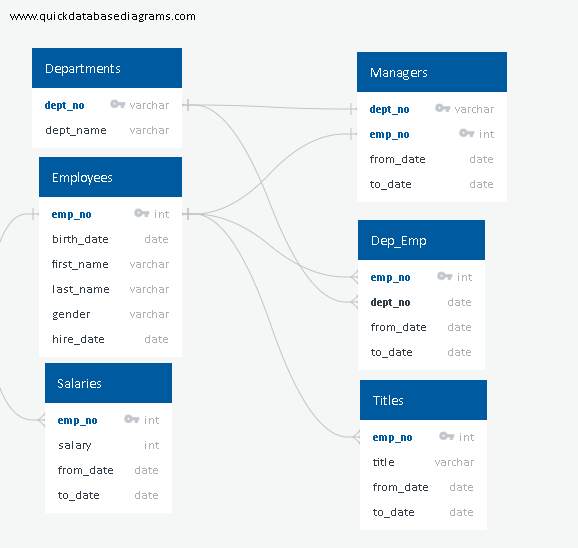 www.quickdatabasediagrams.com
Departments
dept_no varchar
dept_name varchar
Employees
emp_no int
birth_date date
first_name varchar
last_name varchar
gender varchar
hire_date date
Salaries
emp_no int
salary int
from_date date
to_date date
Managers
dept_no varchar
emp_no int
from_date date
to_date date
Dep_Emp
emp_no int
dept_no date
from_date date
to_date date
Titles
emp_no int
title varchar
from_date date
to_date date